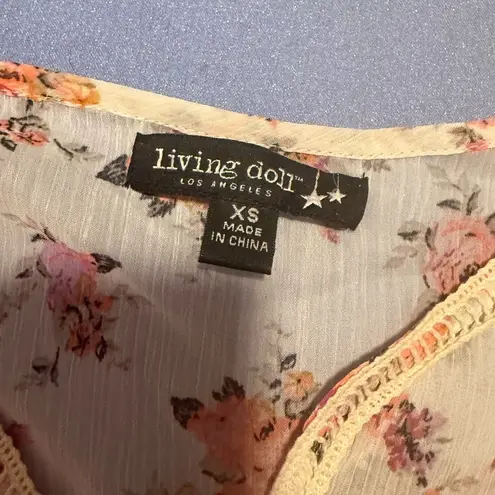 living doll™
LOS ANGELES
XS
MADE
IN CHINA